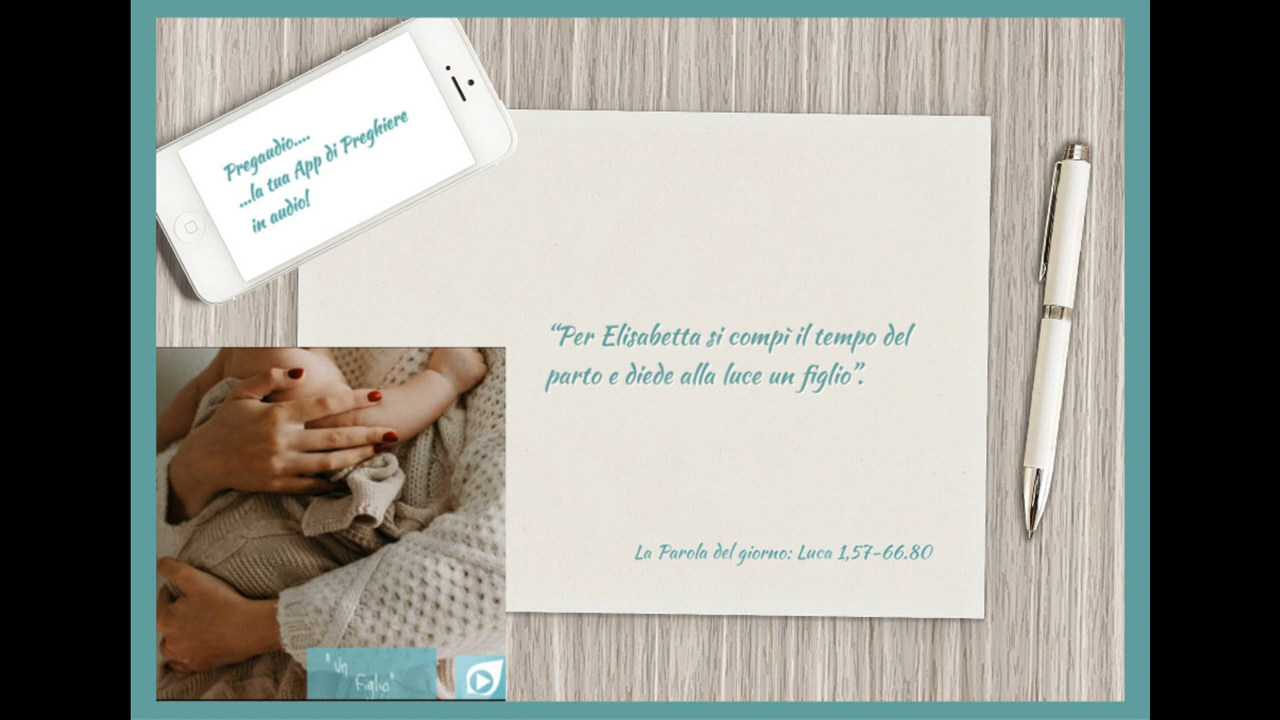 Pregaudio....
...la tua App di Preghiere
in audio!
“Per Elisabetta si compì il tempo del
parto e diede alla luce un figlio”.
La Parola del giorno: Luca 1,57-66.80
"Un
Figlio"